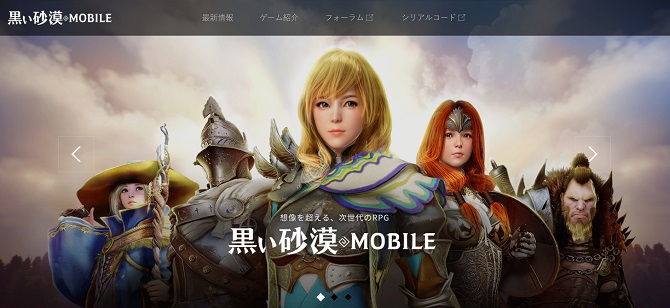 黒い砂漠 MOBILE
最新情報
ゲーム紹介
フォーラム
シリアルコード
想像を超える、次世代のRPG
黒い砂漠 MOBILE